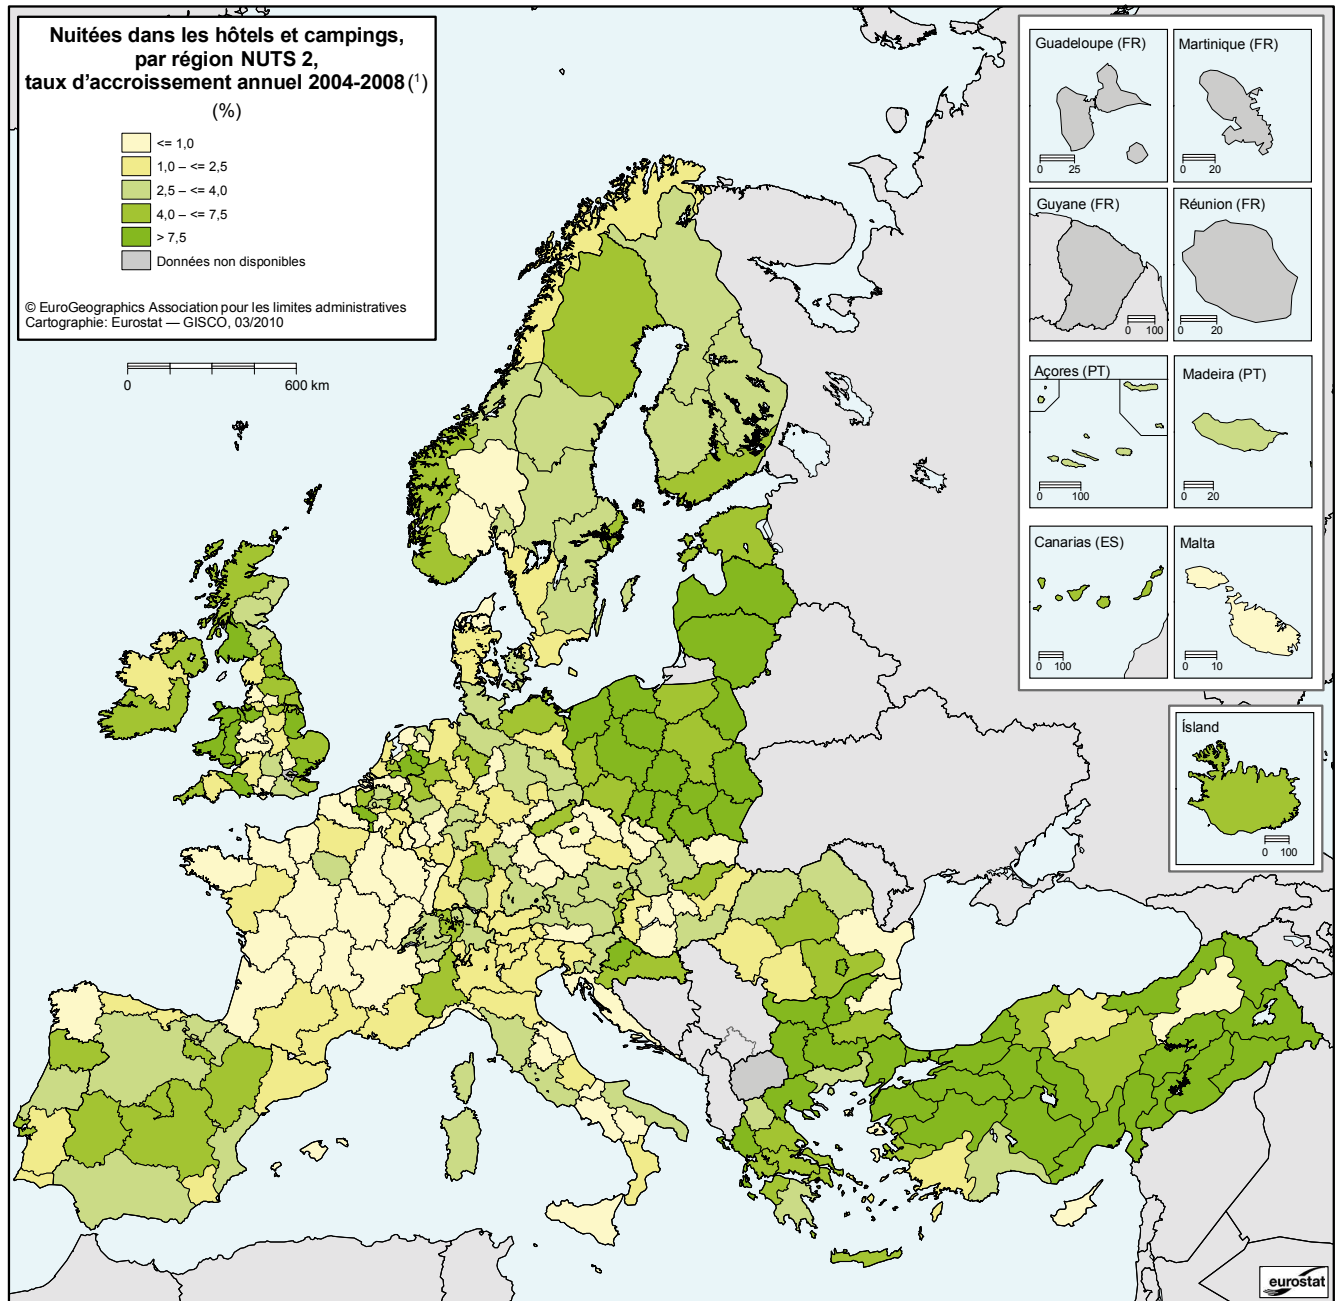 Nuitées dans les hôtels et campings,
par région NUTS 2,
taux d'accroissement annuel 2004-2008 (¹)
(%)
<= 1,0
1,0 – <= 2,5
2,5 – <= 4,0
4,0 – <= 7,5
> 7,5
Données non disponibles
© EuroGeographics Association pour les limites administratives
Cartographie: Eurostat — GISCO, 03/2010
0 600 km
Guadeloupe (FR)
0 25
Martinique (FR)
0 20
Guyane (FR)
0 100
Réunion (FR)
0 20
Açores (PT)
0 100
Madeira (PT)
0 20
Canarias (ES)
0 100
Malta
0 10
Ísland
0 100
eurostat